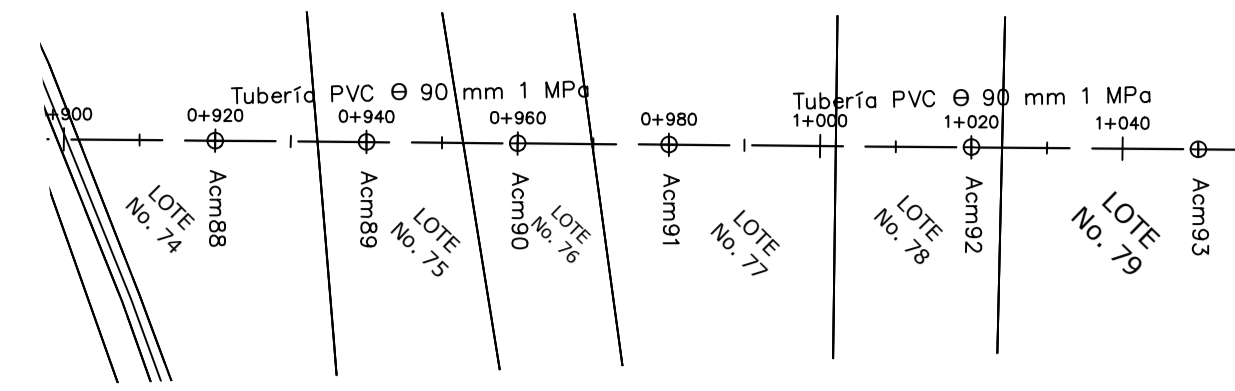 Tubería PVC Ɵ 90 mm 1 MPa
Tubería PVC Ɵ 90 mm 1 MPa
+900
0+920
0+940
0+960
0+980
1+000
1+020
1+040
LOTE
No. 74
Acm88
Acm89
LOTE
No. 75
Acm90
LOTE
No. 76
Acm91
LOTE
No. 77
LOTE
No. 78
Acm92
LOTE
No. 79
Acm93